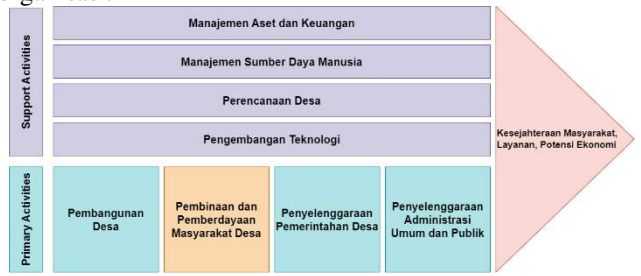 Support Activities
Manajemen Aset dan Keuangan
Manajemen Sumber Daya Manusia
Perencanaan Desa
Pengembangan Teknologi
Kesejahteraan Masyarakat,
Layanan, Potensi Ekonomi
Primary Activities
Pembangunan
Desa
Pembinaan dan
Pemberdayaan
Masyarakat Desa
Penyelenggaraan
Pemerintahan Desa
Penyelenggaraan
Administrasi
Umum dan Publik